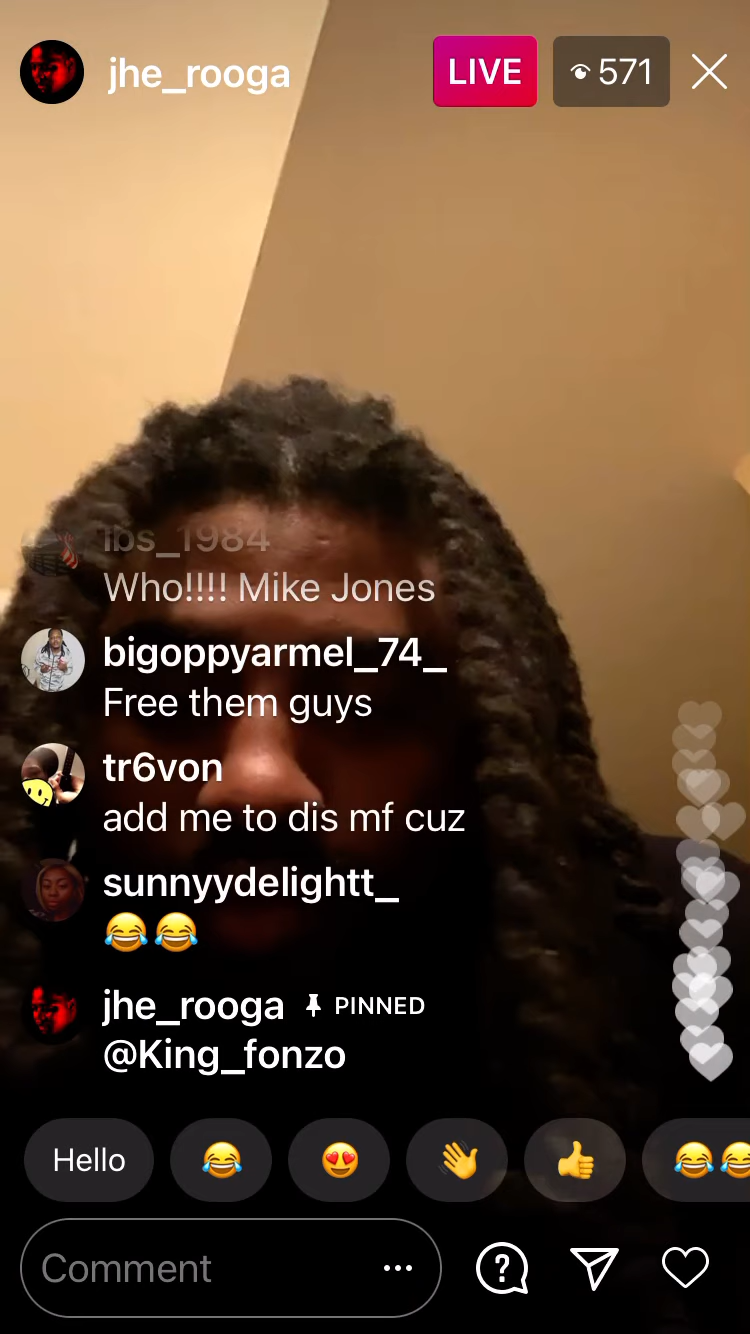 jhe_rooga
LIVE
571
ibs_1984
Who!!!! Mike Jones
bigoppyarmel_74_
Free them guys
tr6von
add me to dis mf cuz
sunnyydelightt_
😂😂
jhe_rooga PINNED
@King_fonzo
Hello 😂 😍 👋 👍 😂😂
Comment